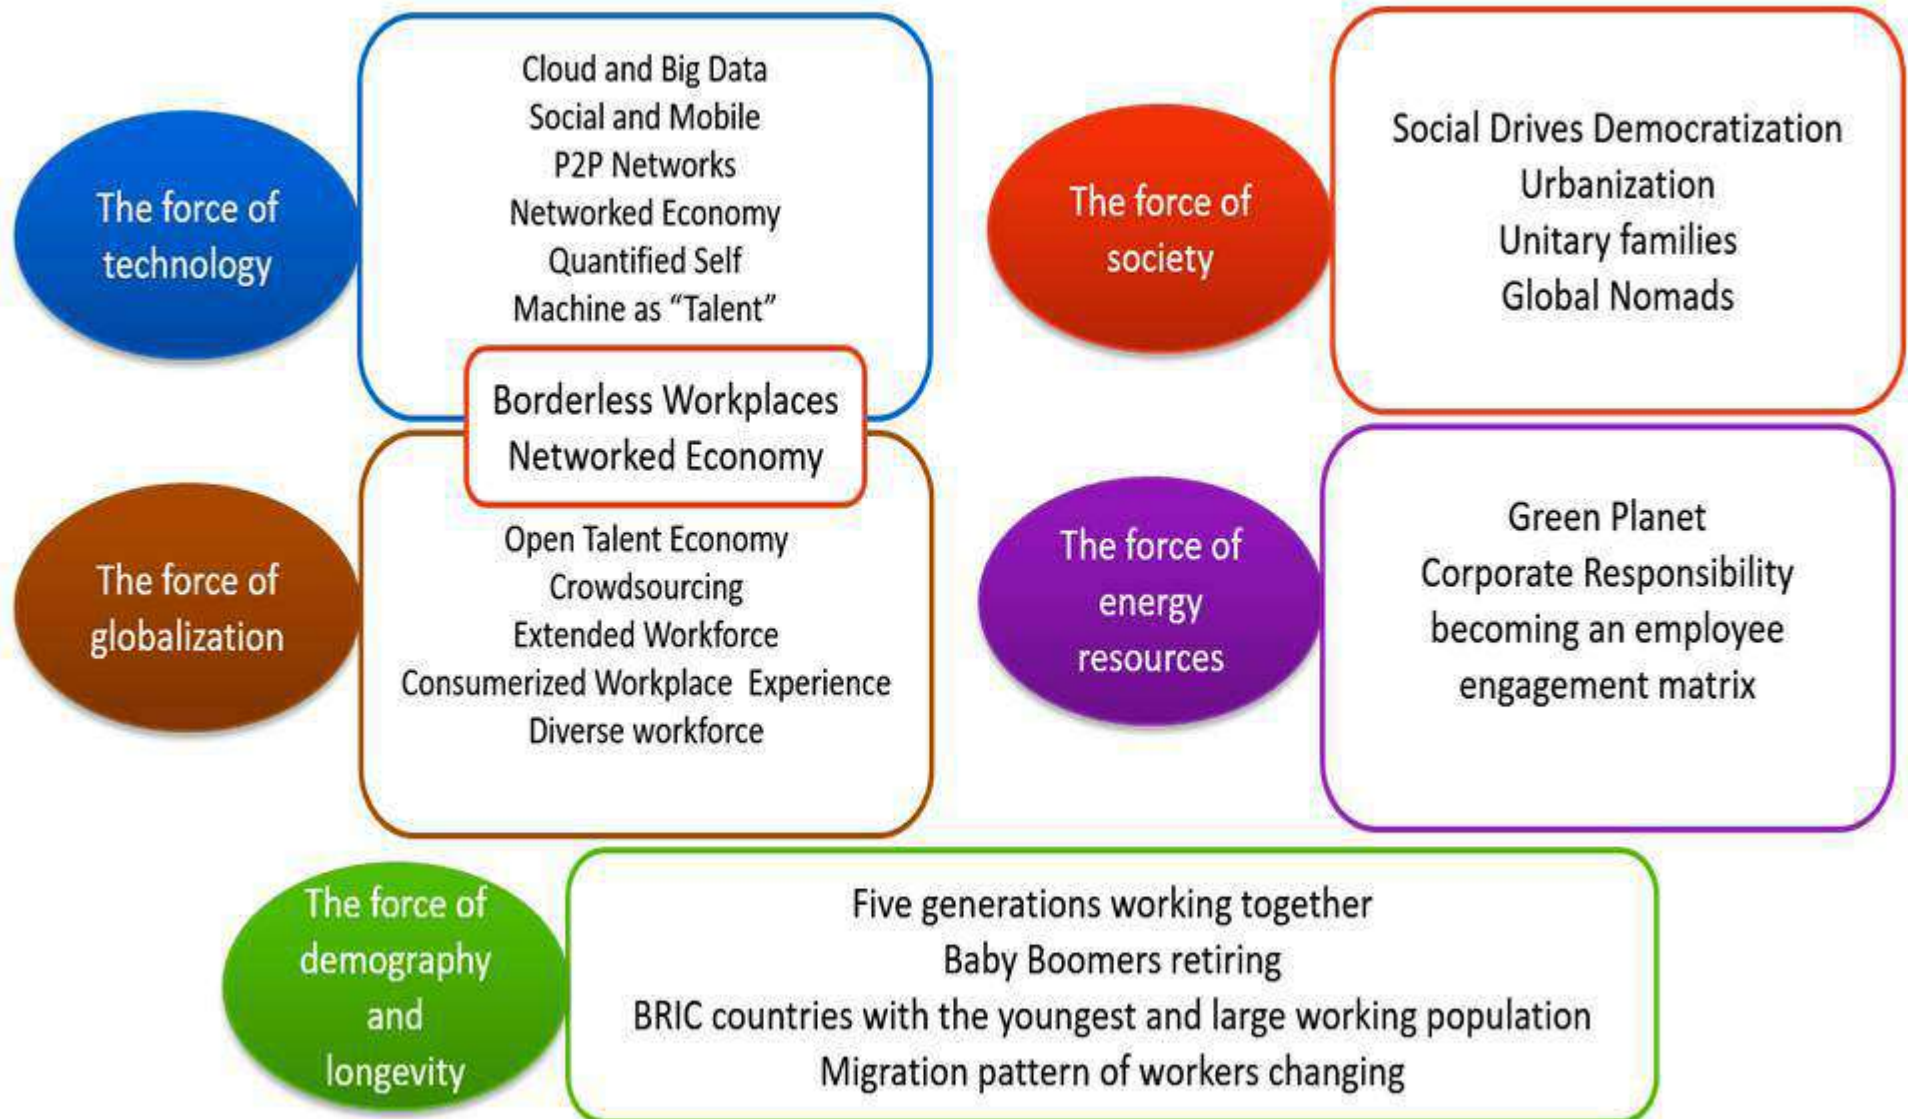 The force of
technology
Cloud and Big Data
Social and Mobile
P2P Networks
Networked Economy
Quantified Self
Machine as “Talent”
Borderless Workplaces
Networked Economy
The force of
globalization
Open Talent Economy
Crowdsourcing
Extended Workforce
Consumerized Workplace Experience
Diverse workforce
The force of
society
Social Drives Democratization
Urbanization
Unitary families
Global Nomads
The force of
energy
resources
Green Planet
Corporate Responsibility
becoming an employee
engagement matrix
The force of
demography
and
longevity
Five generations working together
Baby Boomers retiring
BRIC countries with the youngest and large working population
Migration pattern of workers changing